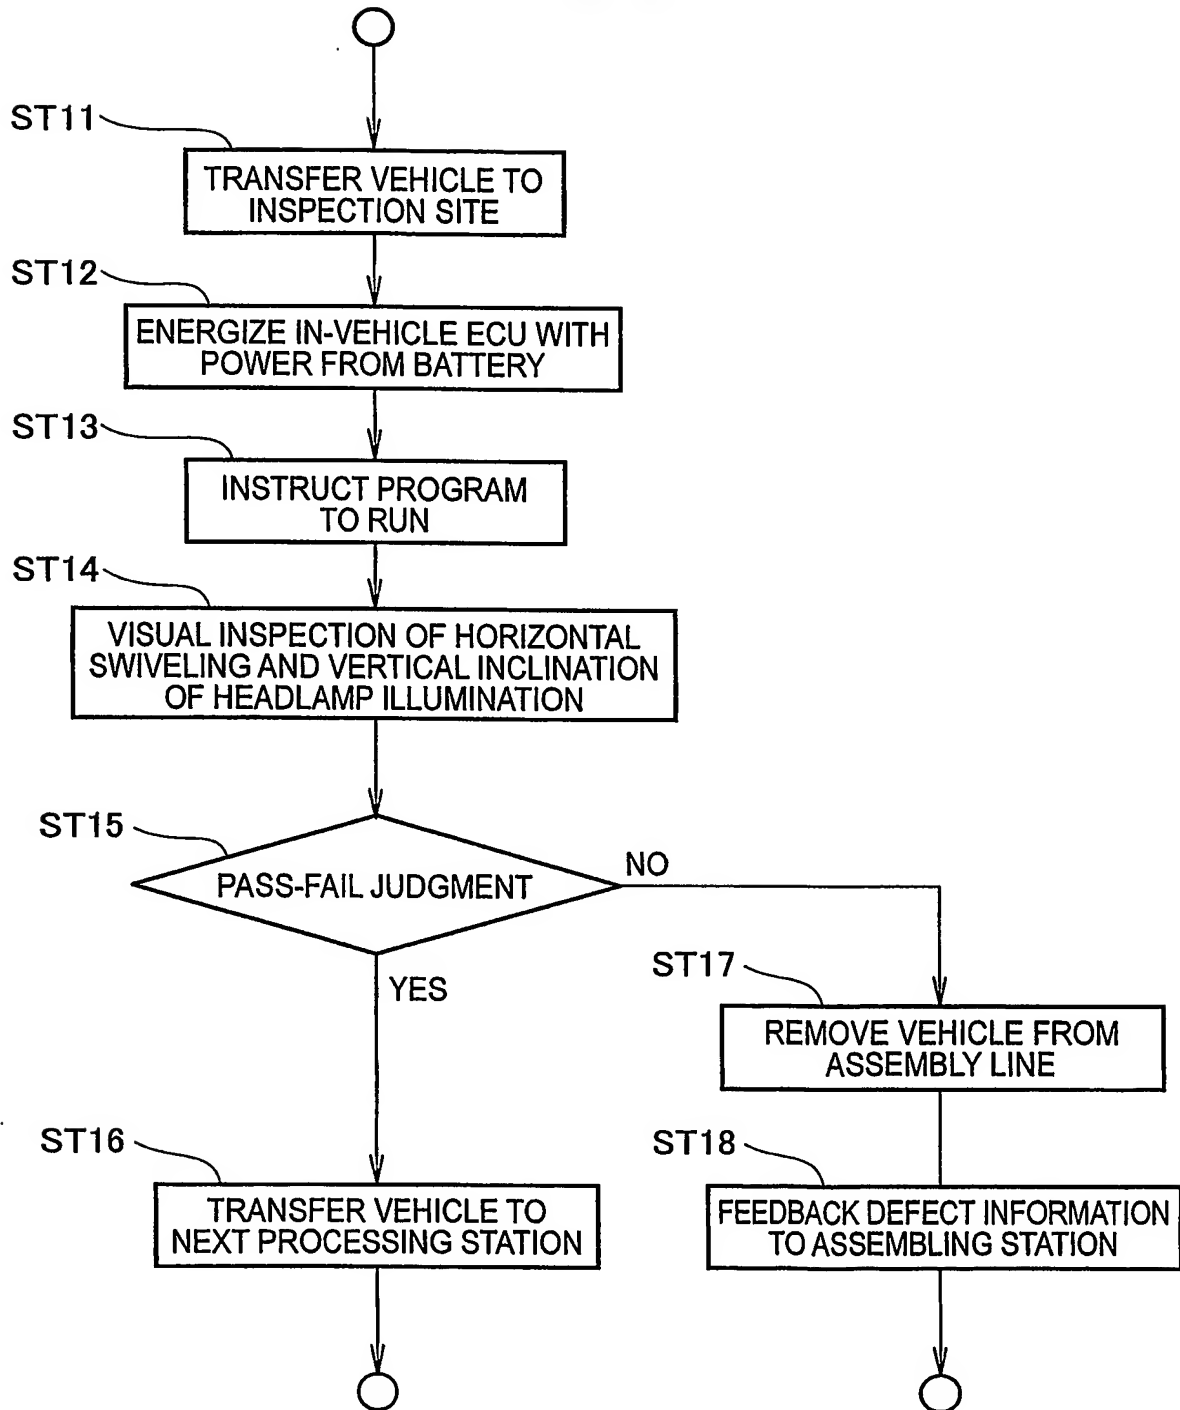 ST11
TRANSFER VEHICLE TO
INSPECTION SITE
ST12
ENERGIZE IN-VEHICLE ECU WITH
POWER FROM BATTERY
ST13
INSTRUCT PROGRAM
TO RUN
ST14
VISUAL INSPECTION OF HORIZONTAL
SWIVELING AND VERTICAL INCLINATION
OF HEADLAMP ILLUMINATION
ST15
PASS-FAIL JUDGMENT
NO
YES
ST17
REMOVE VEHICLE FROM
ASSEMBLY LINE
ST16
TRANSFER VEHICLE TO
NEXT PROCESSING STATION
ST18
FEEDBACK DEFECT INFORMATION
TO ASSEMBLING STATION